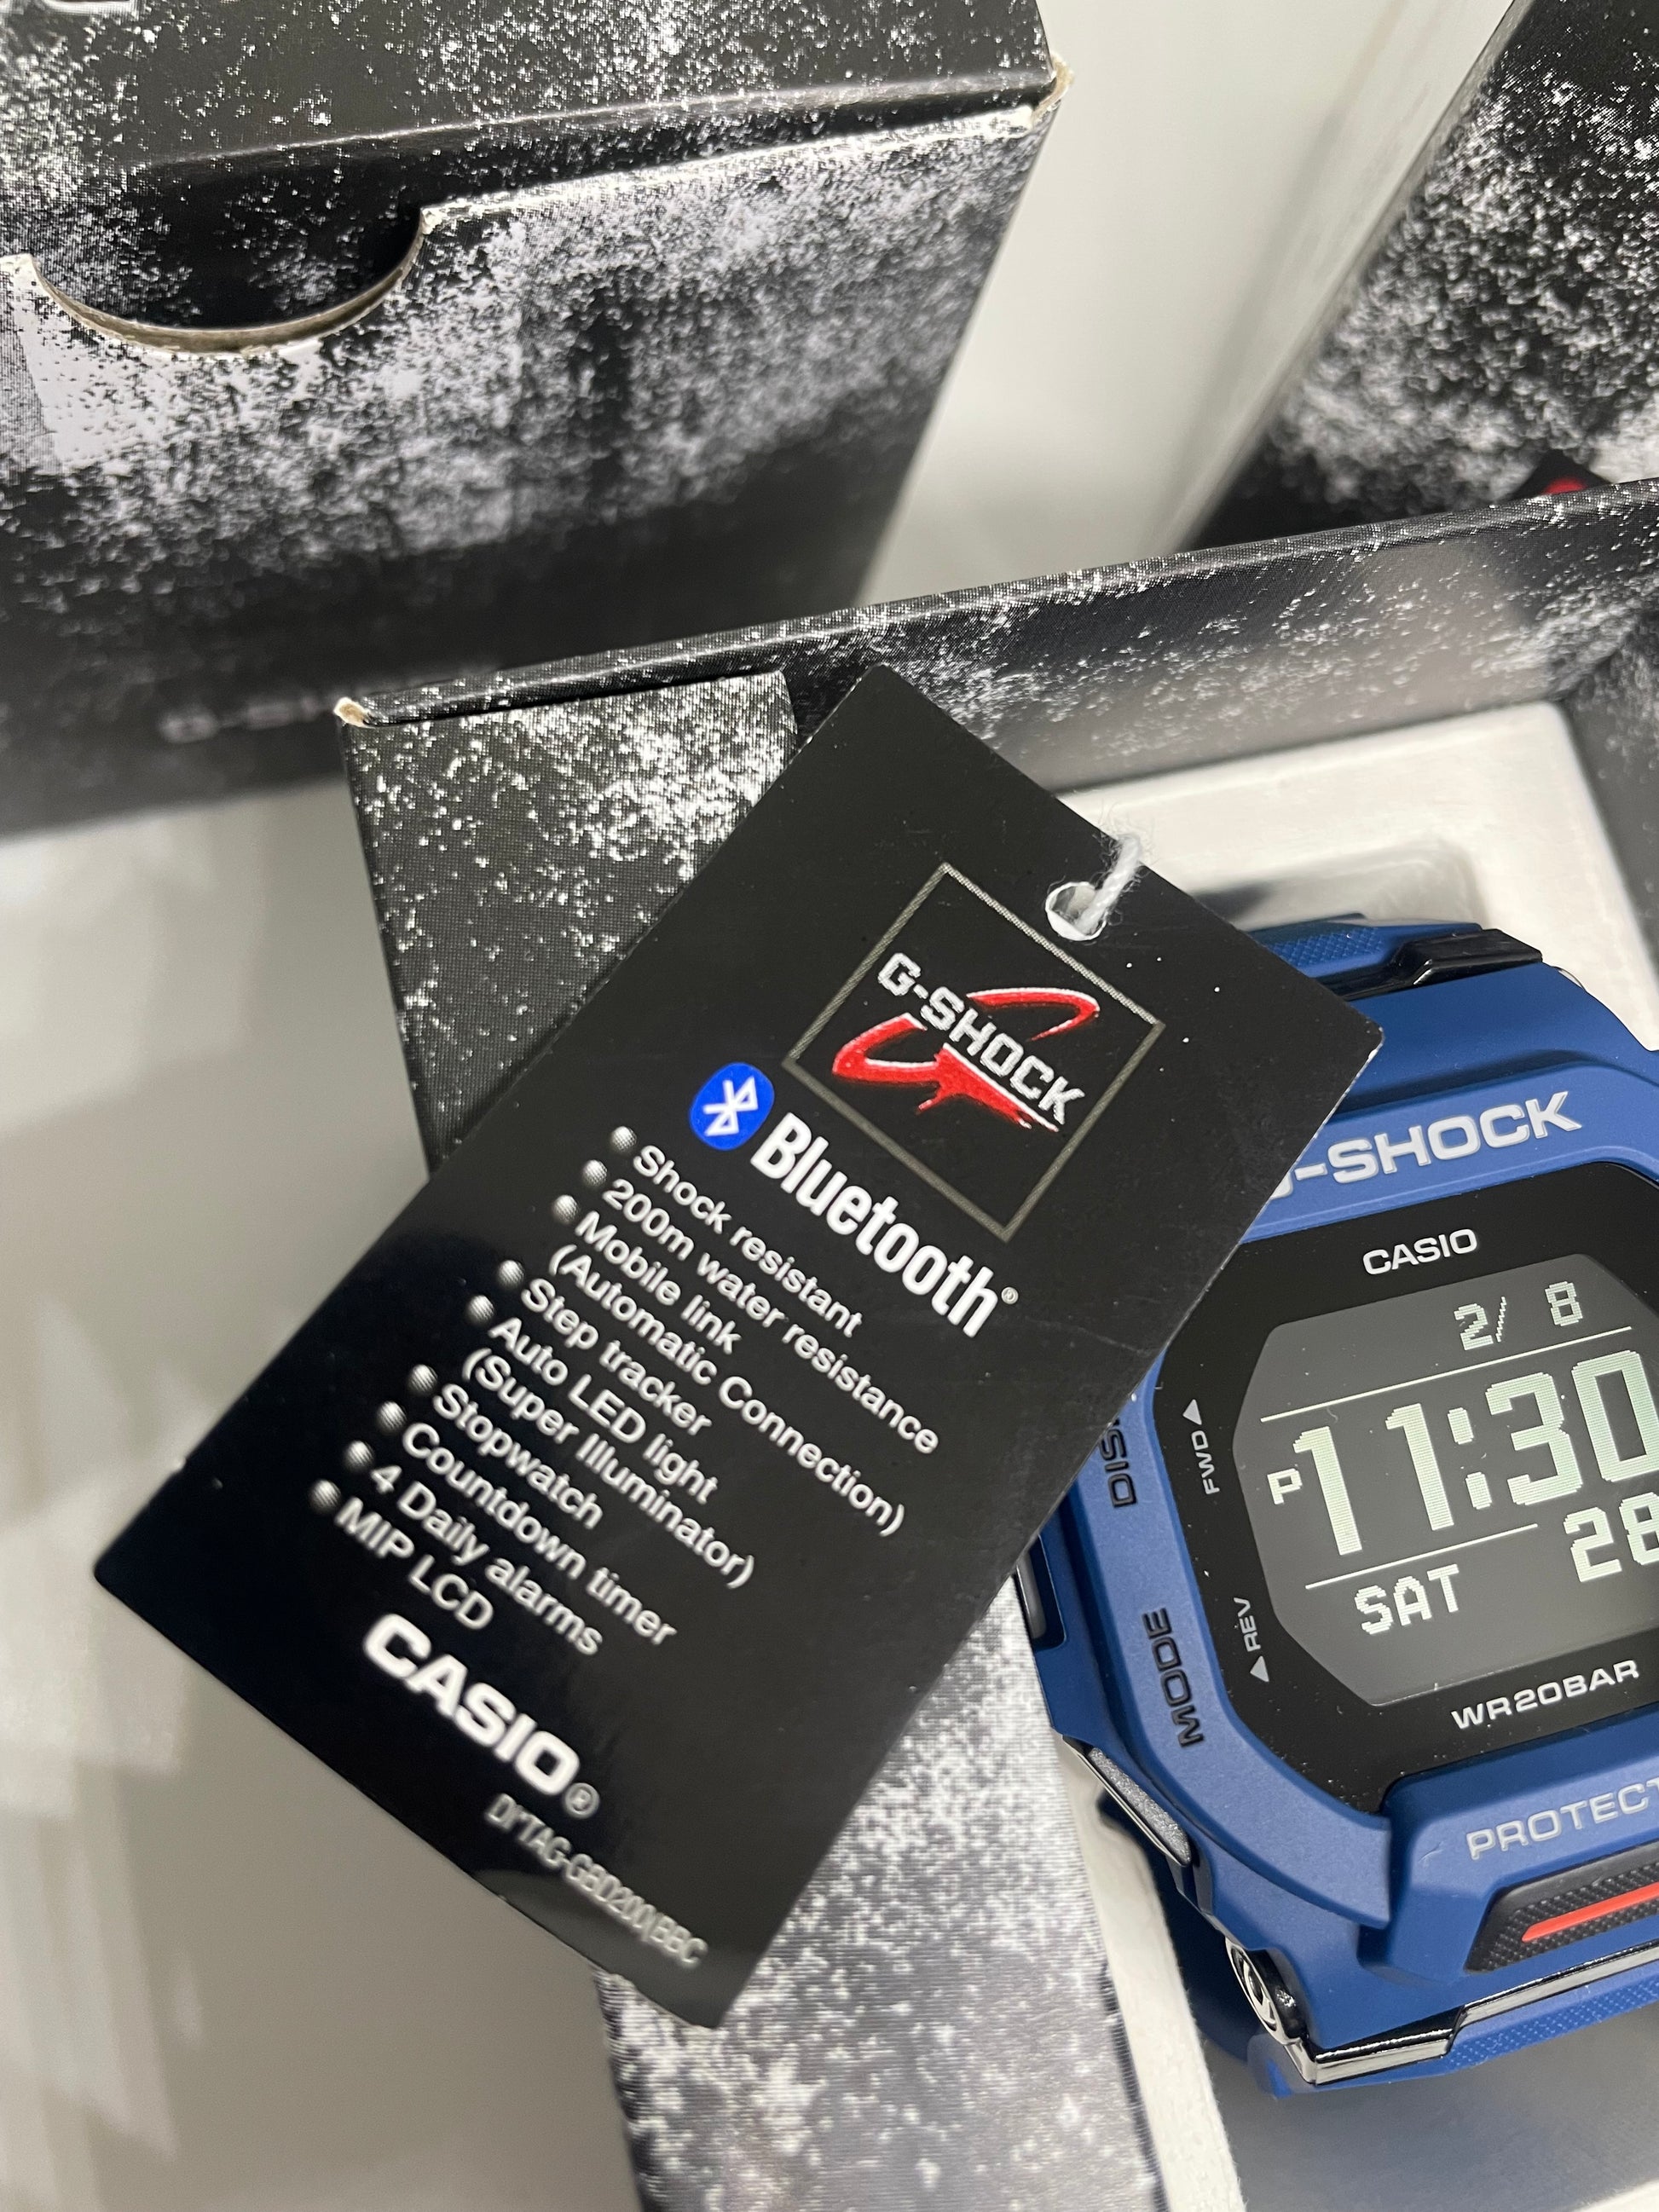 G-SHOCK
Bluetooth®
Shock resistant
200m water resistance
Mobile link
(Automatic Connection)
Step tracker
Auto LED light
(Super Illuminator)
Stopwatch
Countdown timer
4 Daily alarms
MIP LCD
CASIO®
-SHOCK
CASIO
2/ 8
P 11:30
SAT 28
WR20BAR
FWD
REV
MODE